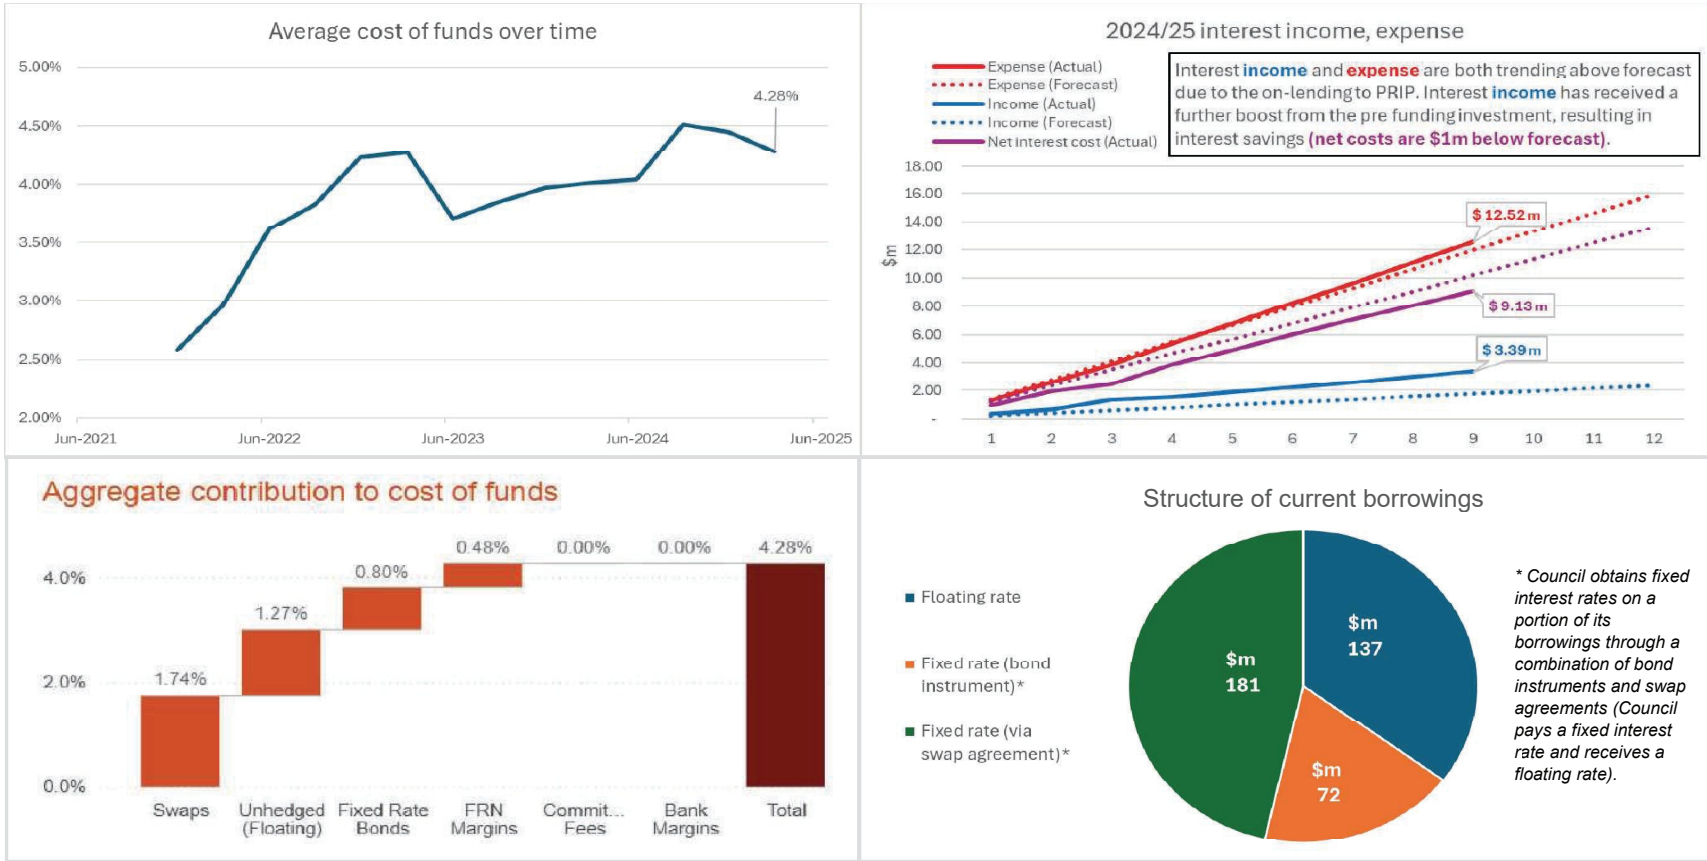 Average cost of funds over time
5.00%
4.50%
4.00%
3.50%
3.00%
2.50%
2.00%
4.28%
Jun-2021
Jun-2022
Jun-2023
Jun-2024
Jun-2025
2024/25 interest income, expense
Expense (Actual)
Expense (Forecast)
Income (Actual)
Income (Forecast)
Net interest cost (Actual)
Interest income and expense are both trending above forecast
due to the on-lending to PRIP. Interest income has received a
further boost from the pre funding investment, resulting in
interest savings (net costs are $1m below forecast).
$m
18.00
16.00
14.00
12.00
10.00
8.00
6.00
4.00
2.00
-
$ 12.52 m
$ 9.13 m
$ 3.39 m
1 2 3 4 5 6 7 8 9 10 11 12
Aggregate contribution to cost of funds
4.0%
2.0%
0.0%
1.74%
1.27%
0.80%
0.48%
0.00%
0.00%
4.28%
Swaps
Unhedged
(Floating)
Fixed Rate
Bonds
FRN
Margins
Commit...
Fees
Bank
Margins
Total
Structure of current borrowings
Floating rate
Fixed rate (bond
instrument)*
Fixed rate (via
swap agreement)*
$m
137
$m
181
$m
72
* Council obtains fixed
interest rates on a
portion of its
borrowings through a
combination of bond
instruments and swap
agreements (Council
pays a fixed interest
rate and receives a
floating rate).